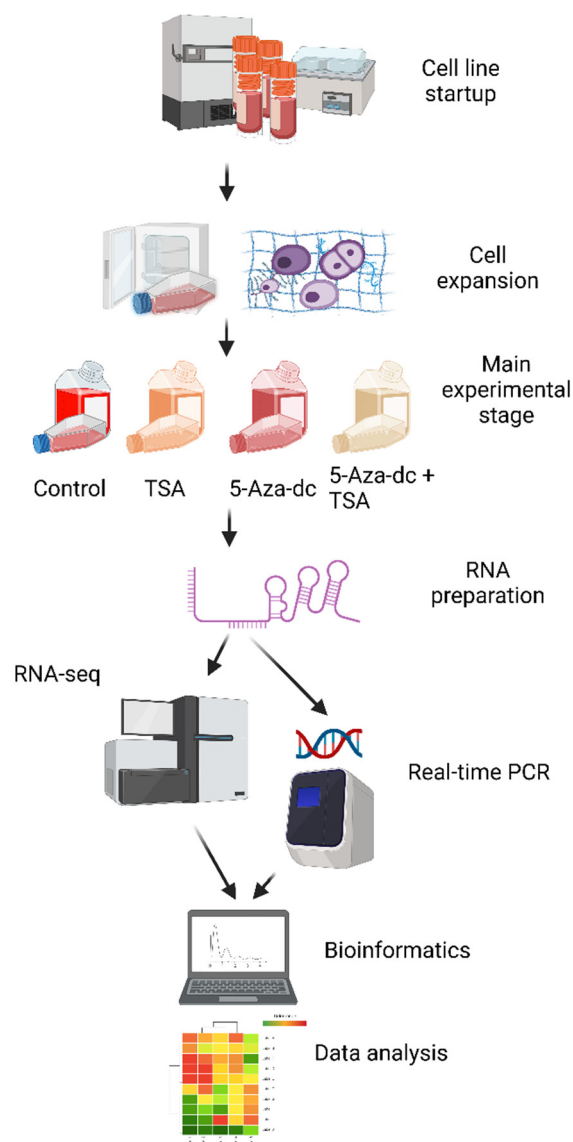 Cell line
startup
Cell
expansion
Main
experimental
stage
Control
TSA
5-Aza-dc
5-Aza-dc +
TSA
RNA
preparation
RNA-seq
Real-time PCR
Bioinformatics
Data analysis